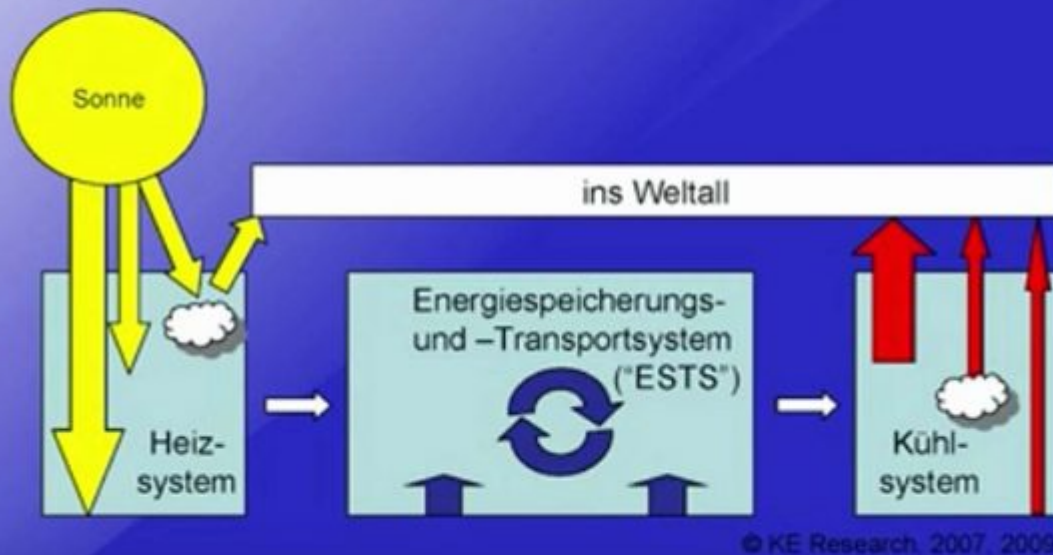 Sonne
ins Weltall
Energiespeicherungs-
und –Transportsystem
("ESTS")
Heiz-
system
Kühl-
system
© KE Research, 2007, 2009